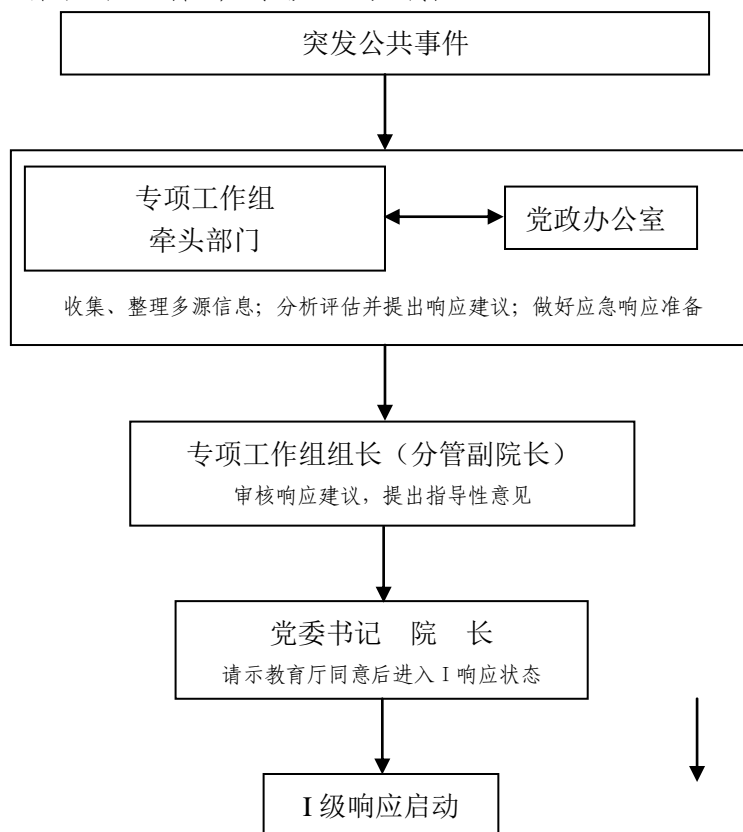 突发公共事件
专项工作组
牵头部门
党政办公室
收集、整理多源信息；分析评估并提出响应建议；做好应急响应准备
专项工作组组长（分管副院长）
审核响应建议，提出指导性意见
党委书记　院　长
请示教育厅同意后进入 I 响应状态
I 级响应启动